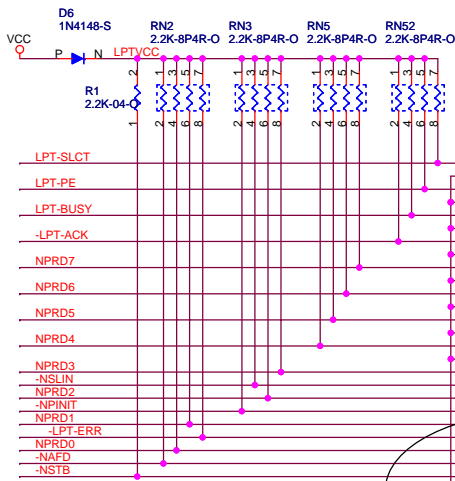 D6
1N4148-S
RN2
2.2K-8P4R-O
RN3
2.2K-8P4R-O
RN5
2.2K-8P4R-O
RN52
2.2K-8P4R-O
VCC
P
N
LPTVCC
2
1 3 5 7
1 3 5 7
1 3 5 7
1 3 5 7
R1
2.2K-04-O
1
2 4 6 8
2 4 6 8
2 4 6 8
2 4 6 8
LPT-SLCT
LPT-PE
LPT-BUSY
-LPT-ACK
NPRD7
NPRD6
NPRD5
NPRD4
NPRD3
-NSLIN
NPRD2
-NPINIT
NPRD1
-LPT-ERR
NPRD0
-NAFD
-NSTB